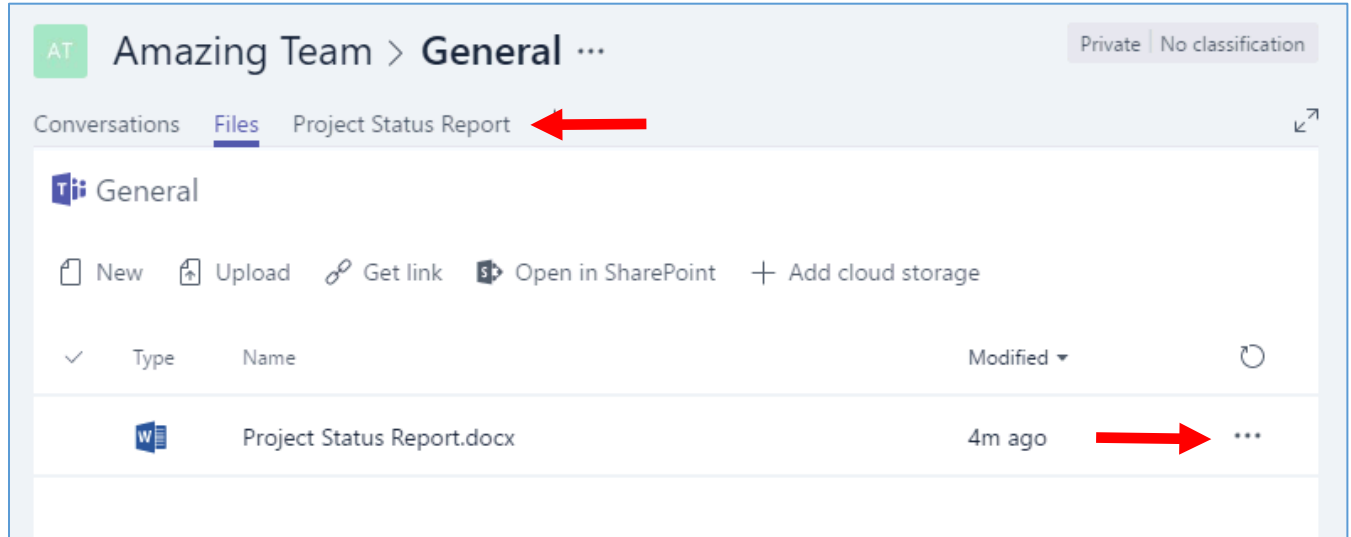 AT Amazing Team > General ...
Private | No classification
Conversations Files Project Status Report
General
New Upload Get link Open in SharePoint + Add cloud storage
Type Name Modified
Project Status Report.docx 4m ago ...